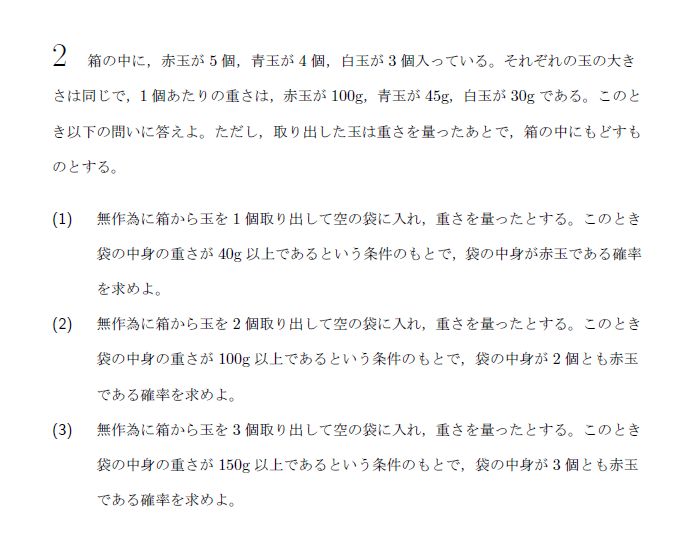 2 箱の中に，赤玉が 5 個，青玉が 4 個，白玉が 3 個入っている。それぞれの玉の大き
さは同じで，1 個あたりの重さは，赤玉が 100g，青玉が 45g，白玉が 30g である。このと
き以下の問いに答えよ。ただし，取り出した玉は重さを量ったあとで，箱の中にもどすも
のとする。
(1) 無作為に箱から玉を 1 個取り出して空の袋に入れ，重さを量ったとする。このとき
袋の中身の重さが 40g 以上であるという条件のもとで，袋の中身が赤玉である確率
を求めよ。
(2) 無作為に箱から玉を 2 個取り出して空の袋に入れ，重さを量ったとする。このとき
袋の中身の重さが 100g 以上であるという条件のもとで，袋の中身が 2 個とも赤玉
である確率を求めよ。
(3) 無作為に箱から玉を 3 個取り出して空の袋に入れ，重さを量ったとする。このとき
袋の中身の重さが 150g 以上であるという条件のもとで，袋の中身が 3 個とも赤玉
である確率を求めよ。